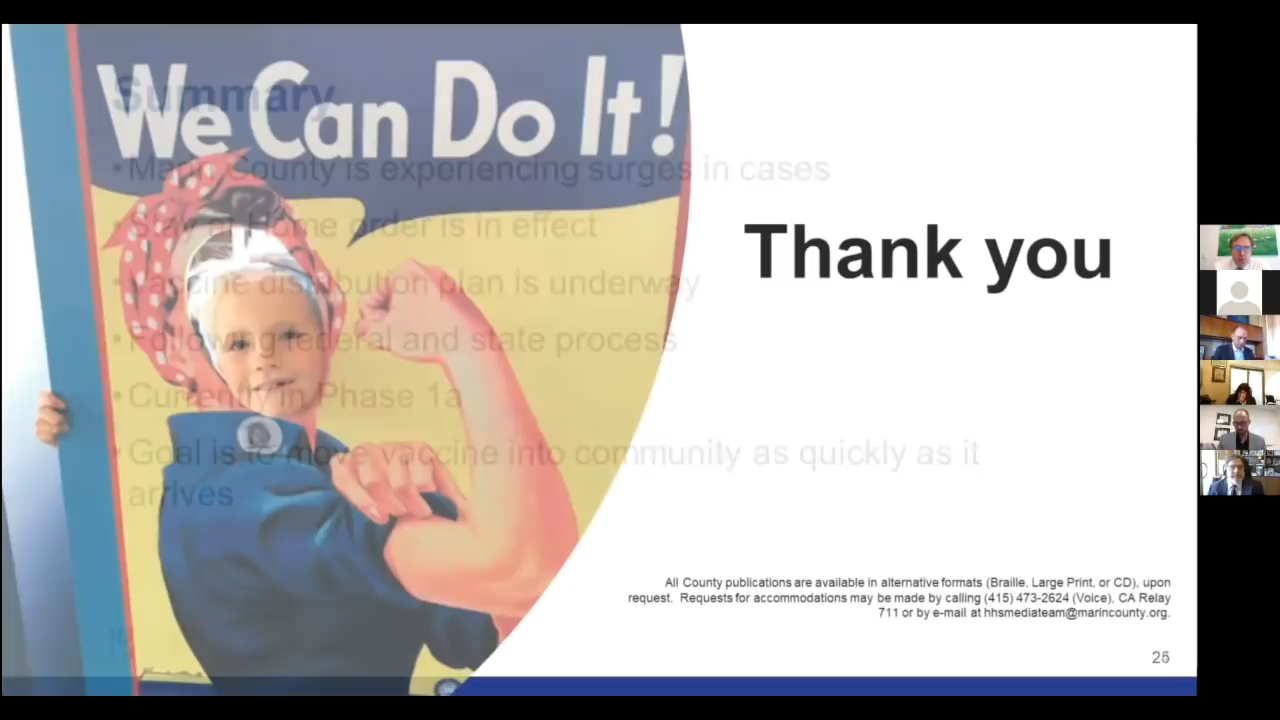 We Can Do It!
Summary
• Marin County is experiencing surges in cases
• Stay at Home order is in effect
• Vaccine distribution plan is underway
• Following federal and state process
• Currently in Phase 1a
• Goal is to move vaccine into community as quickly as it
arrives
Thank you
All County publications are available in alternative formats (Braille, Large Print, or CD), upon
request. Requests for accommodations may be made by calling (415) 473-2624 (Voice), CA Relay
711 or by e-mail at hhsmediateam@marincounty.org.